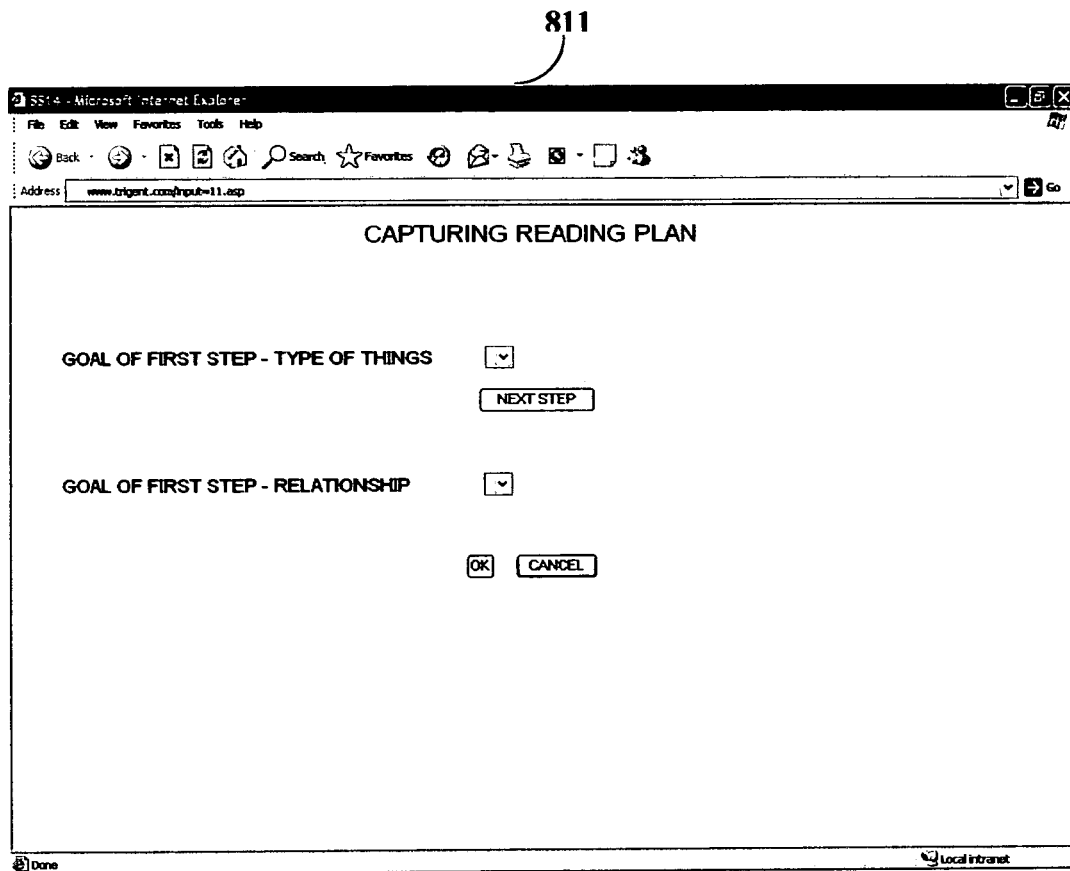 811
SS14 - Microsoft Internet Explorer
File Edit View Favorites Tools Help
Back Search Favorites
Address www.trigent.com/input=11.asp Go
CAPTURING READING PLAN
GOAL OF FIRST STEP - TYPE OF THINGS
NEXT STEP
GOAL OF FIRST STEP - RELATIONSHIP
OK CANCEL
Done Local intranet